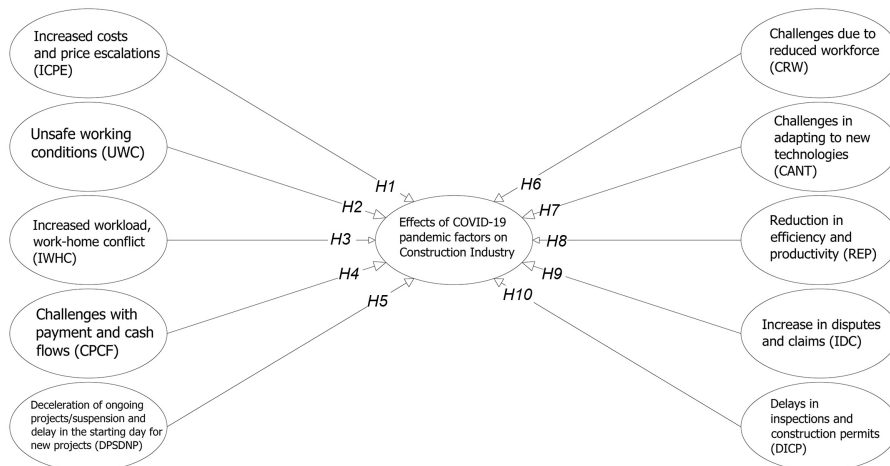 Increased costs
and price escalations
(ICPE)
Unsafe working
conditions (UWC)
Increased workload,
work-home conflict
(IWHC)
Challenges with
payment and cash
flows (CPCF)
Deceleration of ongoing
projects/suspension and
delay in the starting day for
new projects (DPSDNP)
H1
H2
H3
H4
H5
Effects of COVID-19
pandemic factors on
Construction Industry
H6
H7
H8
H9
H10
Challenges due to
reduced workforce
(CRW)
Challenges in
adapting to new
technologies
(CANT)
Reduction in
efficiency and
productivity (REP)
Increase in disputes
and claims (IDC)
Delays in
inspections and
construction permits
(DICP)